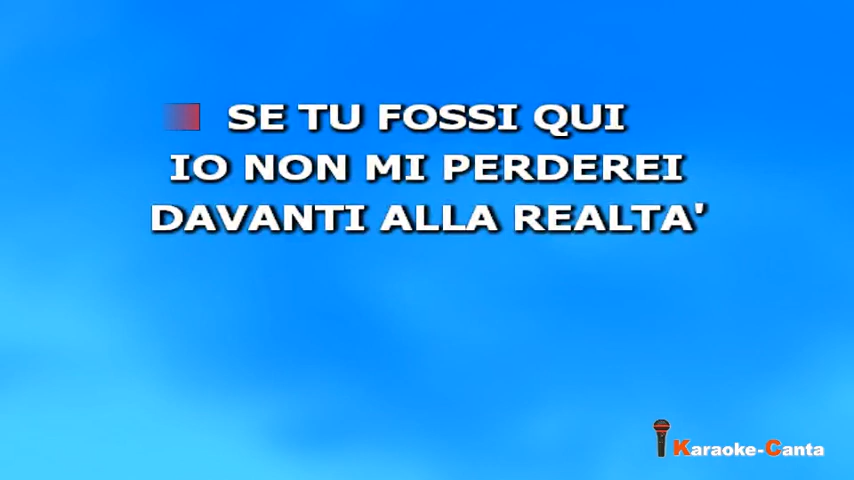 SE TU FOSSI QUI
IO NON MI PERDEREI
DAVANTI ALLA REALTA'
Karaoke-Canta